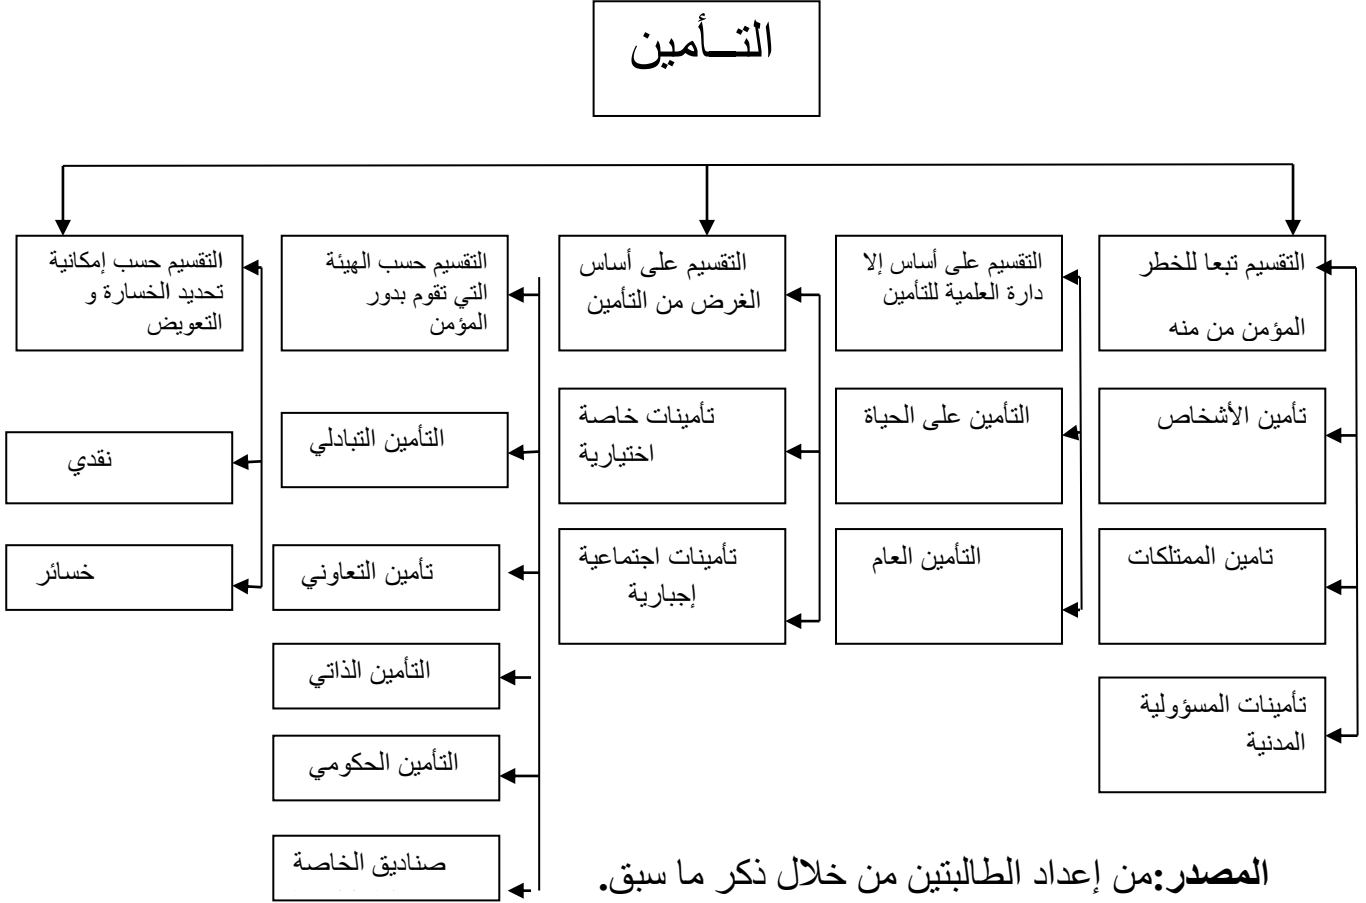 التـــأمين
التقسيم تبعا للخطر
المؤمن من منه
تأمين الأشخاص
تامين الممتلكات
تأمينات المسؤولية
المدنية
التقسيم على أساس إلا
دارة العلمية للتأمين
التأمين على الحياة
التأمين العام
التقسيم على أساس
الغرض من التأمين
تأمينات خاصة
اختيارية
تأمينات اجتماعية
إجبارية
التقسيم حسب الهيئة
التي تقوم بدور
المؤمن
التأمين التبادلي
تأمين التعاوني
التأمين الذاتي
التأمين الحكومي
صناديق الخاصة
التقسيم حسب إمكانية
تحديد الخسارة و
التعويض
نقدي
خسائر
المصدر:من إعداد الطالبتين من خلال ذكر ما سبق.